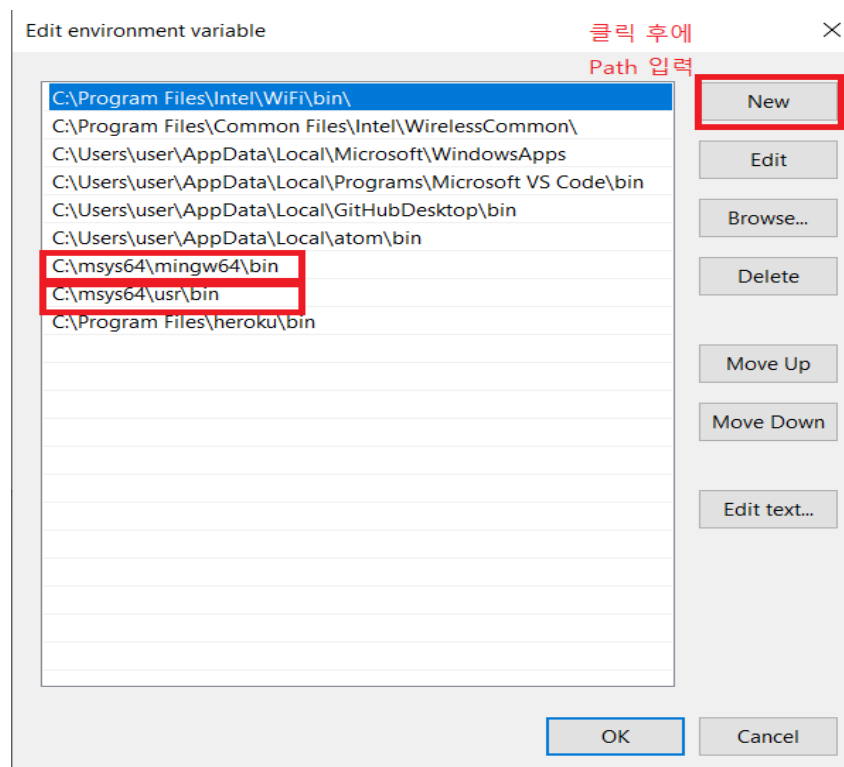 Edit environment variable
클릭 후에
Path 입력
C:\Program Files\Intel\WiFi\bin\
New
C:\Program Files\Common Files\Intel\WirelessCommon\
C:\Users\user\AppData\Local\Microsoft\WindowsApps
Edit
C:\Users\user\AppData\Local\Programs\Microsoft VS Code\bin
C:\Users\user\AppData\Local\GitHubDesktop\bin
Browse...
C:\Users\user\AppData\Local\atom\bin
C:\msys64\mingw64\bin
Delete
C:\msys64\usr\bin
C:\Program Files\heroku\bin
Move Up
Move Down
Edit text...
OK
Cancel